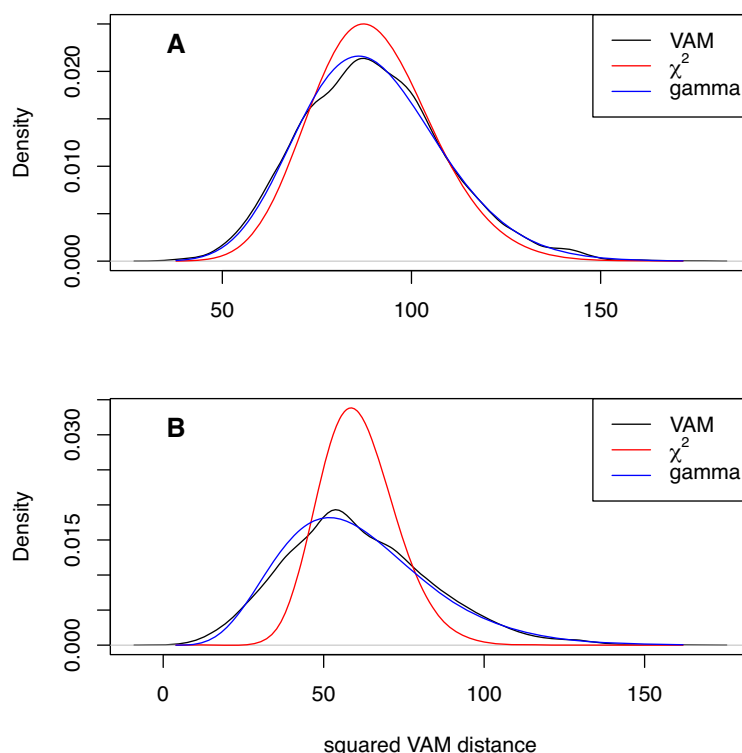 A
VAM
χ²
gamma
Density
0.000
0.010
0.020
50
100
150
B
VAM
χ²
gamma
Density
0.000
0.015
0.030
0
50
100
150
squared VAM distance